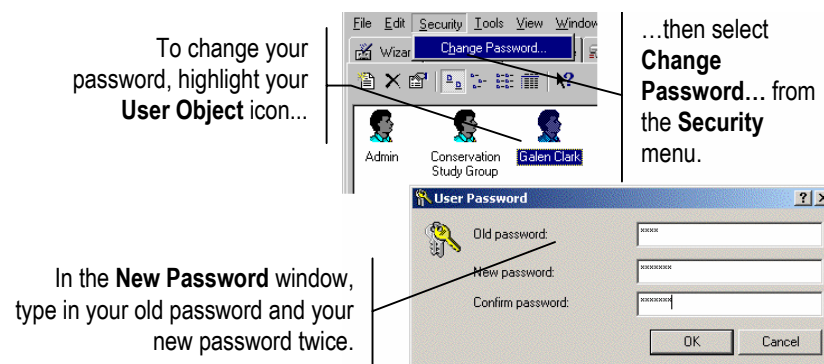 To change your
password, highlight your
User Object icon...
File Edit Security Tools View Window
Wizar
Change Password...
Admin
Conservation
Study Group
Galen Clark
…then select
Change
Password… from
the Security
menu.
User Password
Old password:
xxxx
New password:
xxxxxxx
Confirm password:
xxxxxxx
OK Cancel
In the New Password window,
type in your old password and your
new password twice.